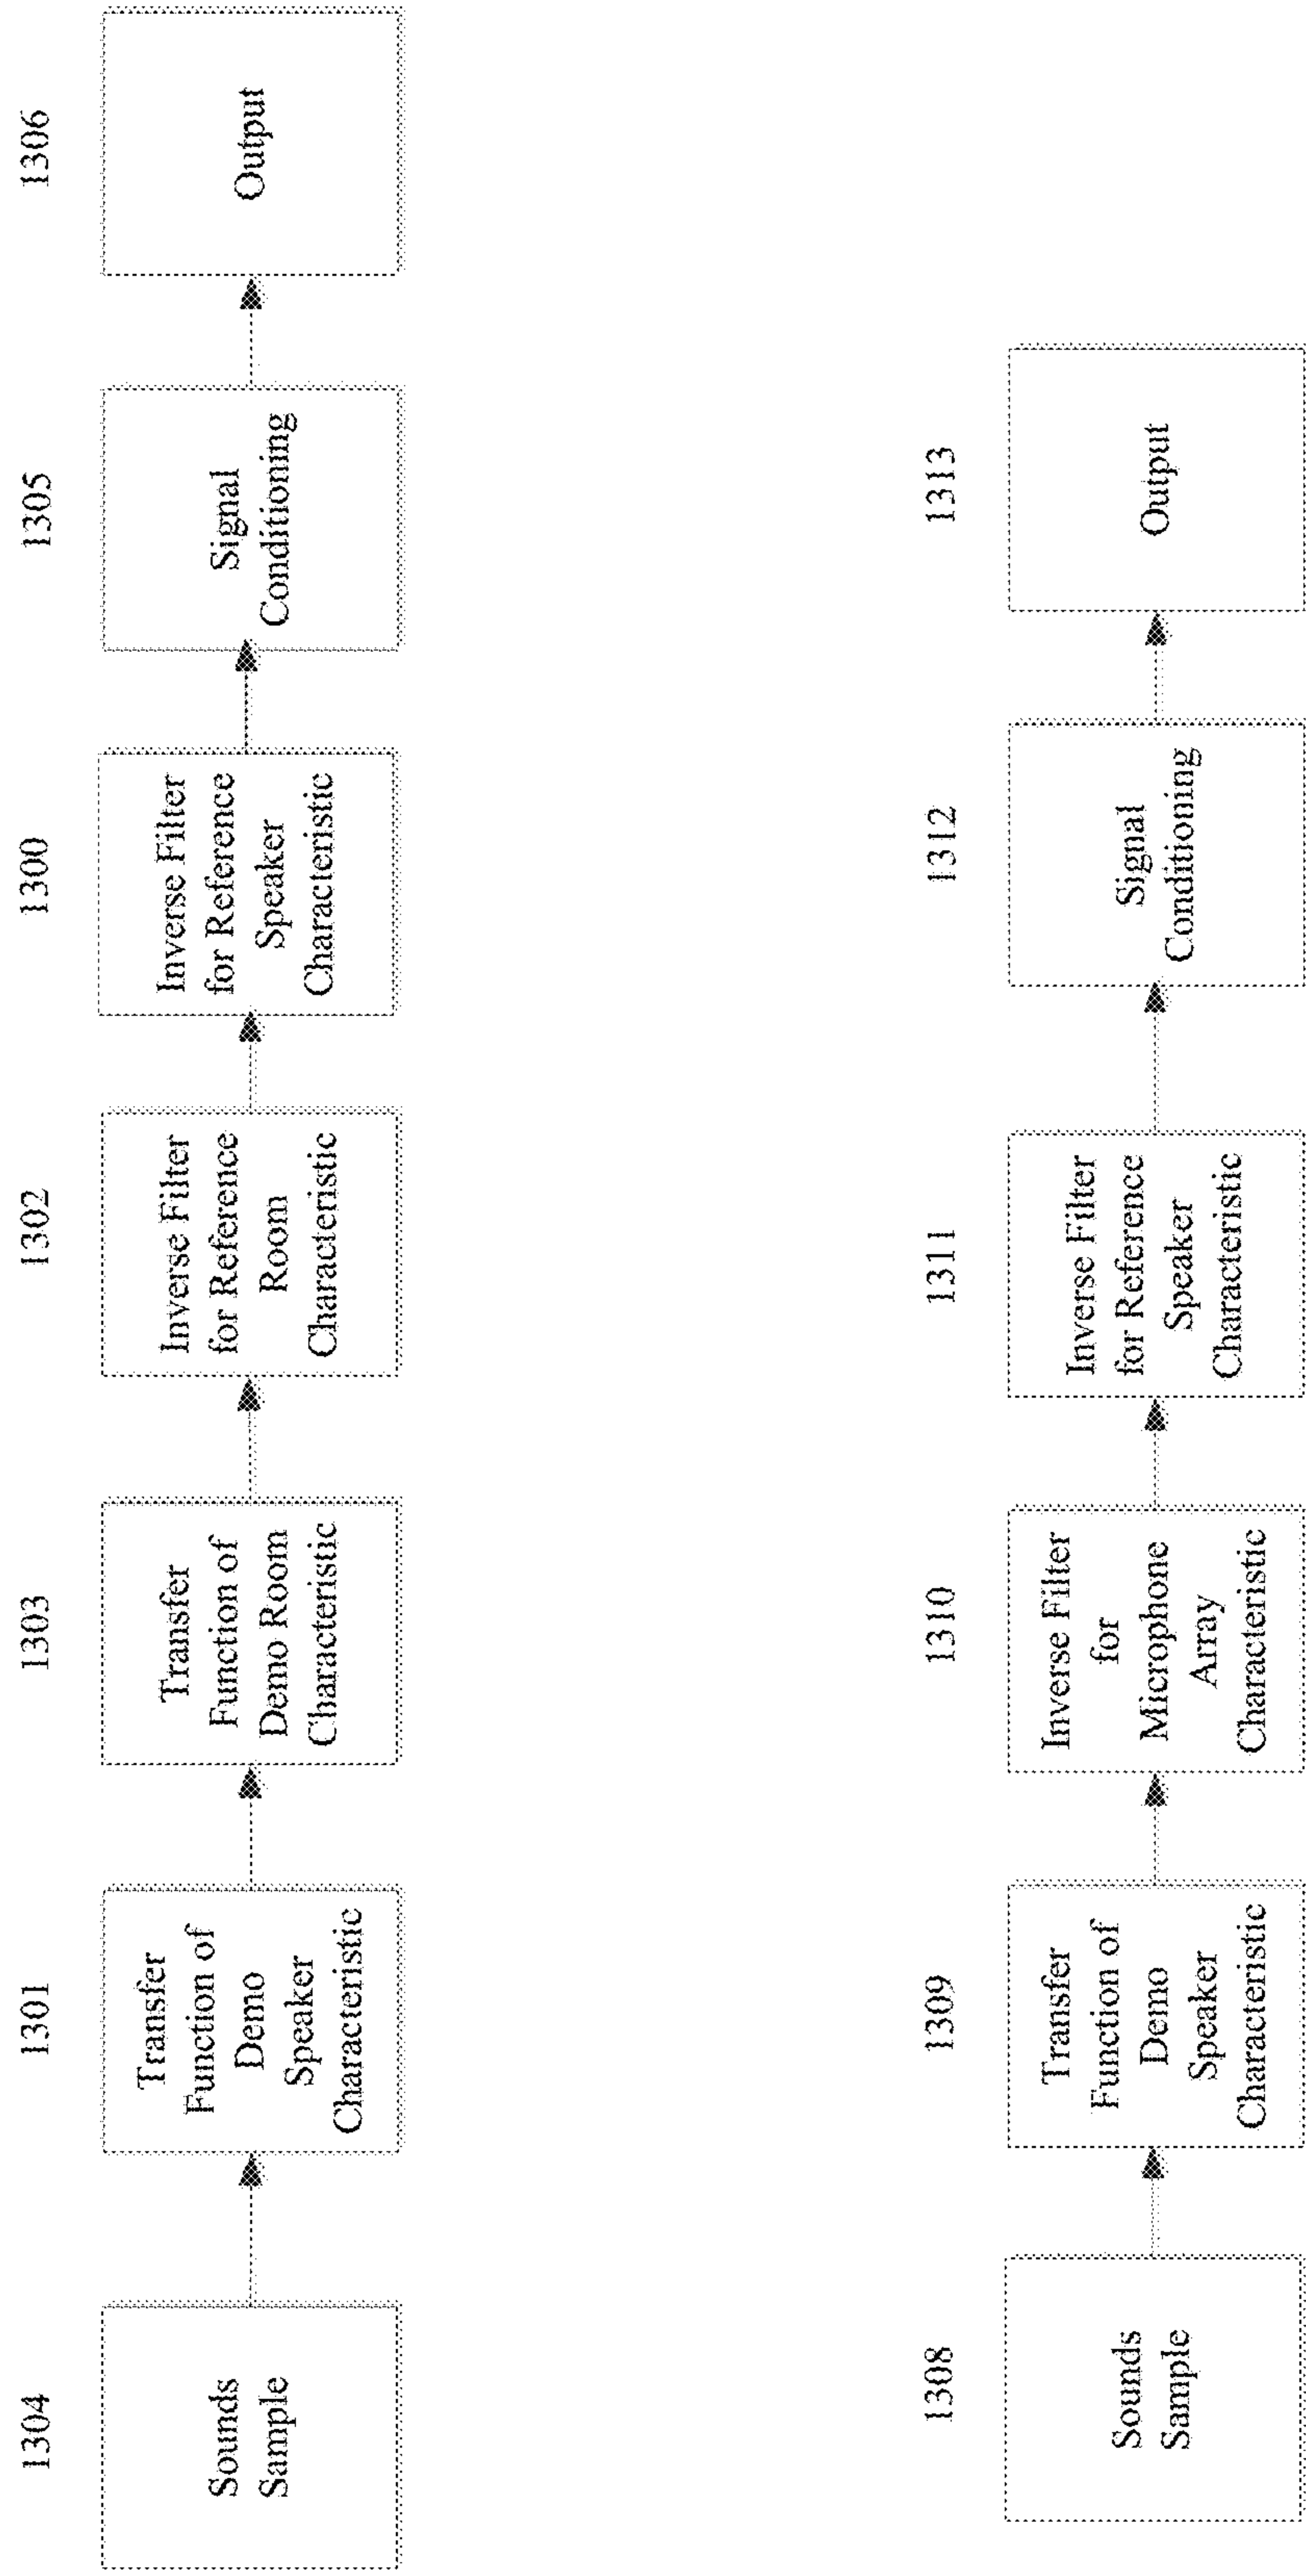 1304
Sounds
Sample
1301
Transfer
Function of
Demo
Speaker
Characteristic
1303
Transfer
Function of
Demo Room
Characteristic
1302
Inverse Filter
for Reference
Room
Characteristic
1300
Inverse Filter
for Reference
Speaker
Characteristic
1305
Signal
Conditioning
1306
Output
1308
Sounds
Sample
1309
Transfer
Function of
Demo
Speaker
Characteristic
1310
Inverse Filter
for
Microphone
Array
Characteristic
1311
Inverse Filter
for Reference
Speaker
Characteristic
1312
Signal
Conditioning
1313
Output